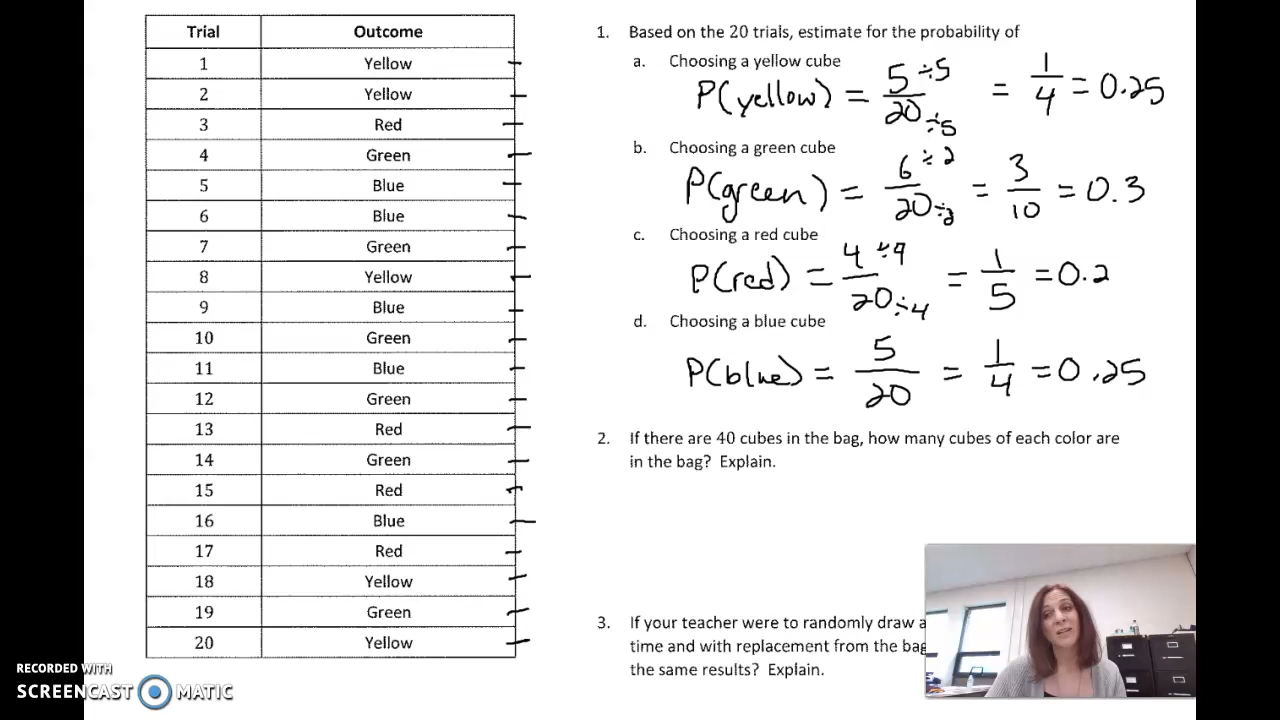 Trial Outcome
1 Yellow
2 Yellow
3 Red
4 Green
5 Blue
6 Blue
7 Green
8 Yellow
9 Blue
10 Green
11 Blue
12 Green
13 Red
14 Green
15 Red
16 Blue
17 Red
18 Yellow
19 Green
20 Yellow
1. Based on the 20 trials, estimate for the probability of
a. Choosing a yellow cube
P(yellow) = 5/20 ÷5 ÷5 = 1/4 = 0.25
b. Choosing a green cube
P(green) = 6/20 ÷2 ÷2 = 3/10 = 0.3
c. Choosing a red cube
P(red) = 4/20 ÷4 ÷4 = 1/5 = 0.2
d. Choosing a blue cube
P(blue) = 5/20 = 1/4 = 0.25
2. If there are 40 cubes in the bag, how many cubes of each color are
in the bag? Explain.
3. If your teacher were to randomly draw
time and with replacement from the
the same results? Explain.
RECORDED WITH
SCREENCAST MATIC